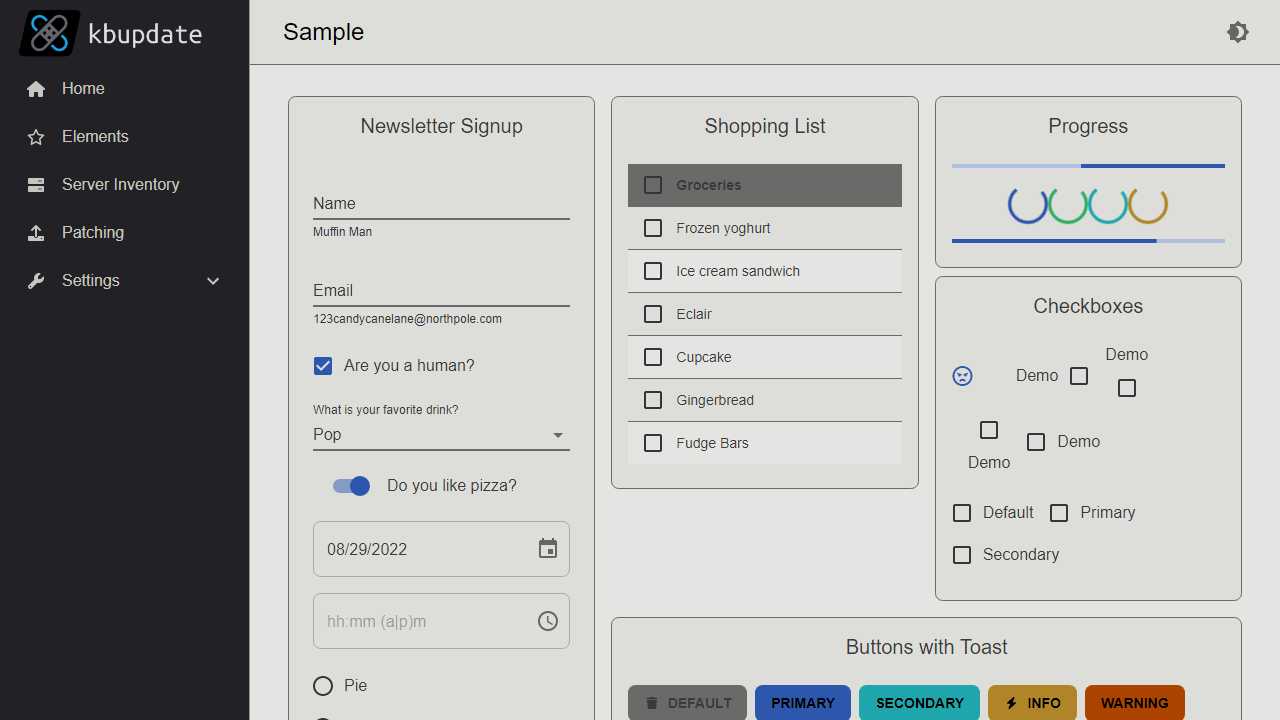 kbupdate
Home
Elements
Server Inventory
Patching
Settings
Sample
Newsletter Signup
Name
Muffin Man
Email
123candycanelane@northpole.com
Are you a human?
What is your favorite drink?
Pop
Do you like pizza?
08/29/2022
hh:mm (a|p)m
Pie
Shopping List
Groceries
Frozen yoghurt
Ice cream sandwich
Eclair
Cupcake
Gingerbread
Fudge Bars
Progress
Checkboxes
Demo
Demo
Demo
Demo
Default
Primary
Secondary
Buttons with Toast
DEFAULT
PRIMARY
SECONDARY
INFO
WARNING